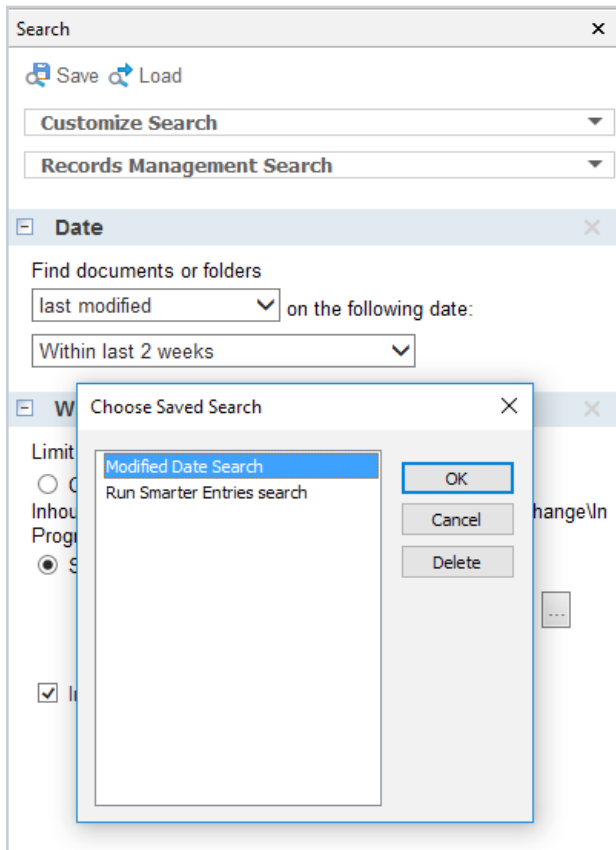 Search
Save Load
Customize Search
Records Management Search
Date
Find documents or folders
last modified on the following date:
Within last 2 weeks
W
Choose Saved Search
Limit
Modified Date Search
OK
Run Smarter Entries search
Inhou
Cancel
hange\In
Progr
Delete
...